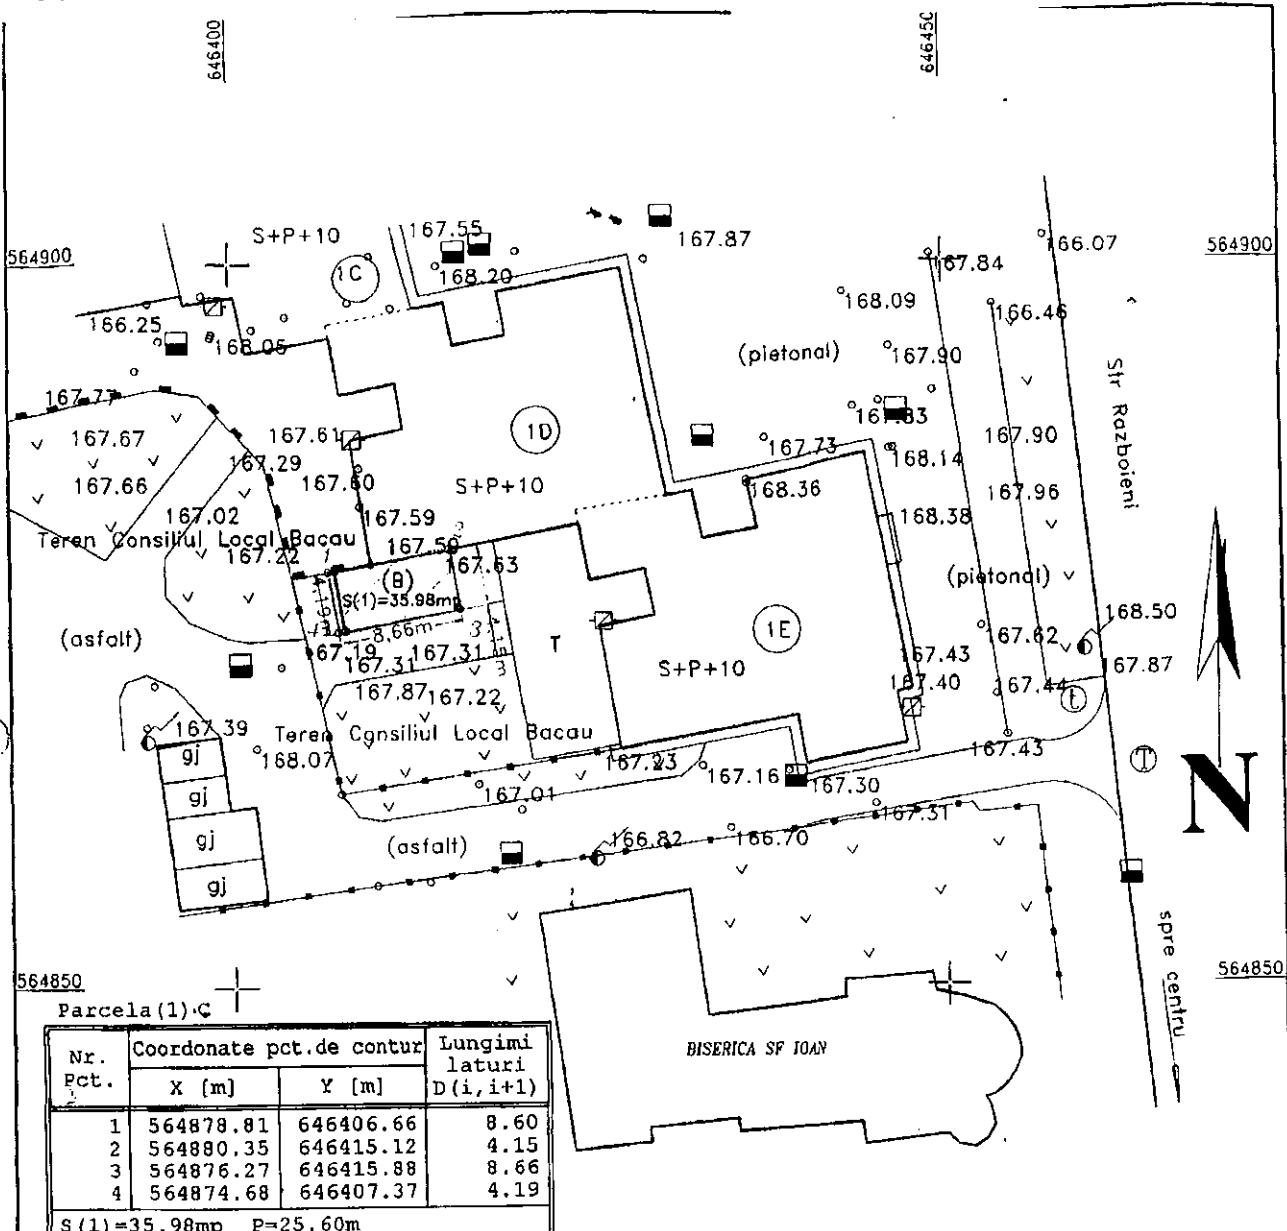 646400
646450
S+P+10
167.55
167.87
166.07
564900
564900
1C
168.20
167.84
168.09
166.46
166.25
168.05
(pietonal)
167.90
Str Razboieni
167.77
167.67
167.61
1D
167.83
167.90
167.29
167.73
168.14
167.66
167.60
S+P+10
168.36
167.96
167.02
167.59
168.38
Teren Consiliul Local Bacau
167.22
167.59
167.63
(B)
(pietonal)
S(1)=35.98mp
4.19m
168.50
(asfalt)
8.66m
3
4.15m
T
1E
167.62
167.19
167.31
167.31
S+P+10
167.43
167.87
167.87
167.22
167.40
167.44
t
167.39
Teren Consiliul Local Bacau
gj
168.07
167.23
167.43
T
167.16
167.30
gj
167.01
N
167.31
gj
(asfalt)
166.82
166.70
gj
spre centru
564850
564850
Parcela(1).C
BISERICA SF IOAN
Nr. Pct.
Coordonate pct.de contur
Lungimi laturi D(i,i+1)
X [m]
Y [m]
1 564878.81 646406.66 8.60
2 564880.35 646415.12 4.15
3 564876.27 646415.88 8.66
4 564874.68 646407.37 4.19
S(1)=35.98mp P=25.60m